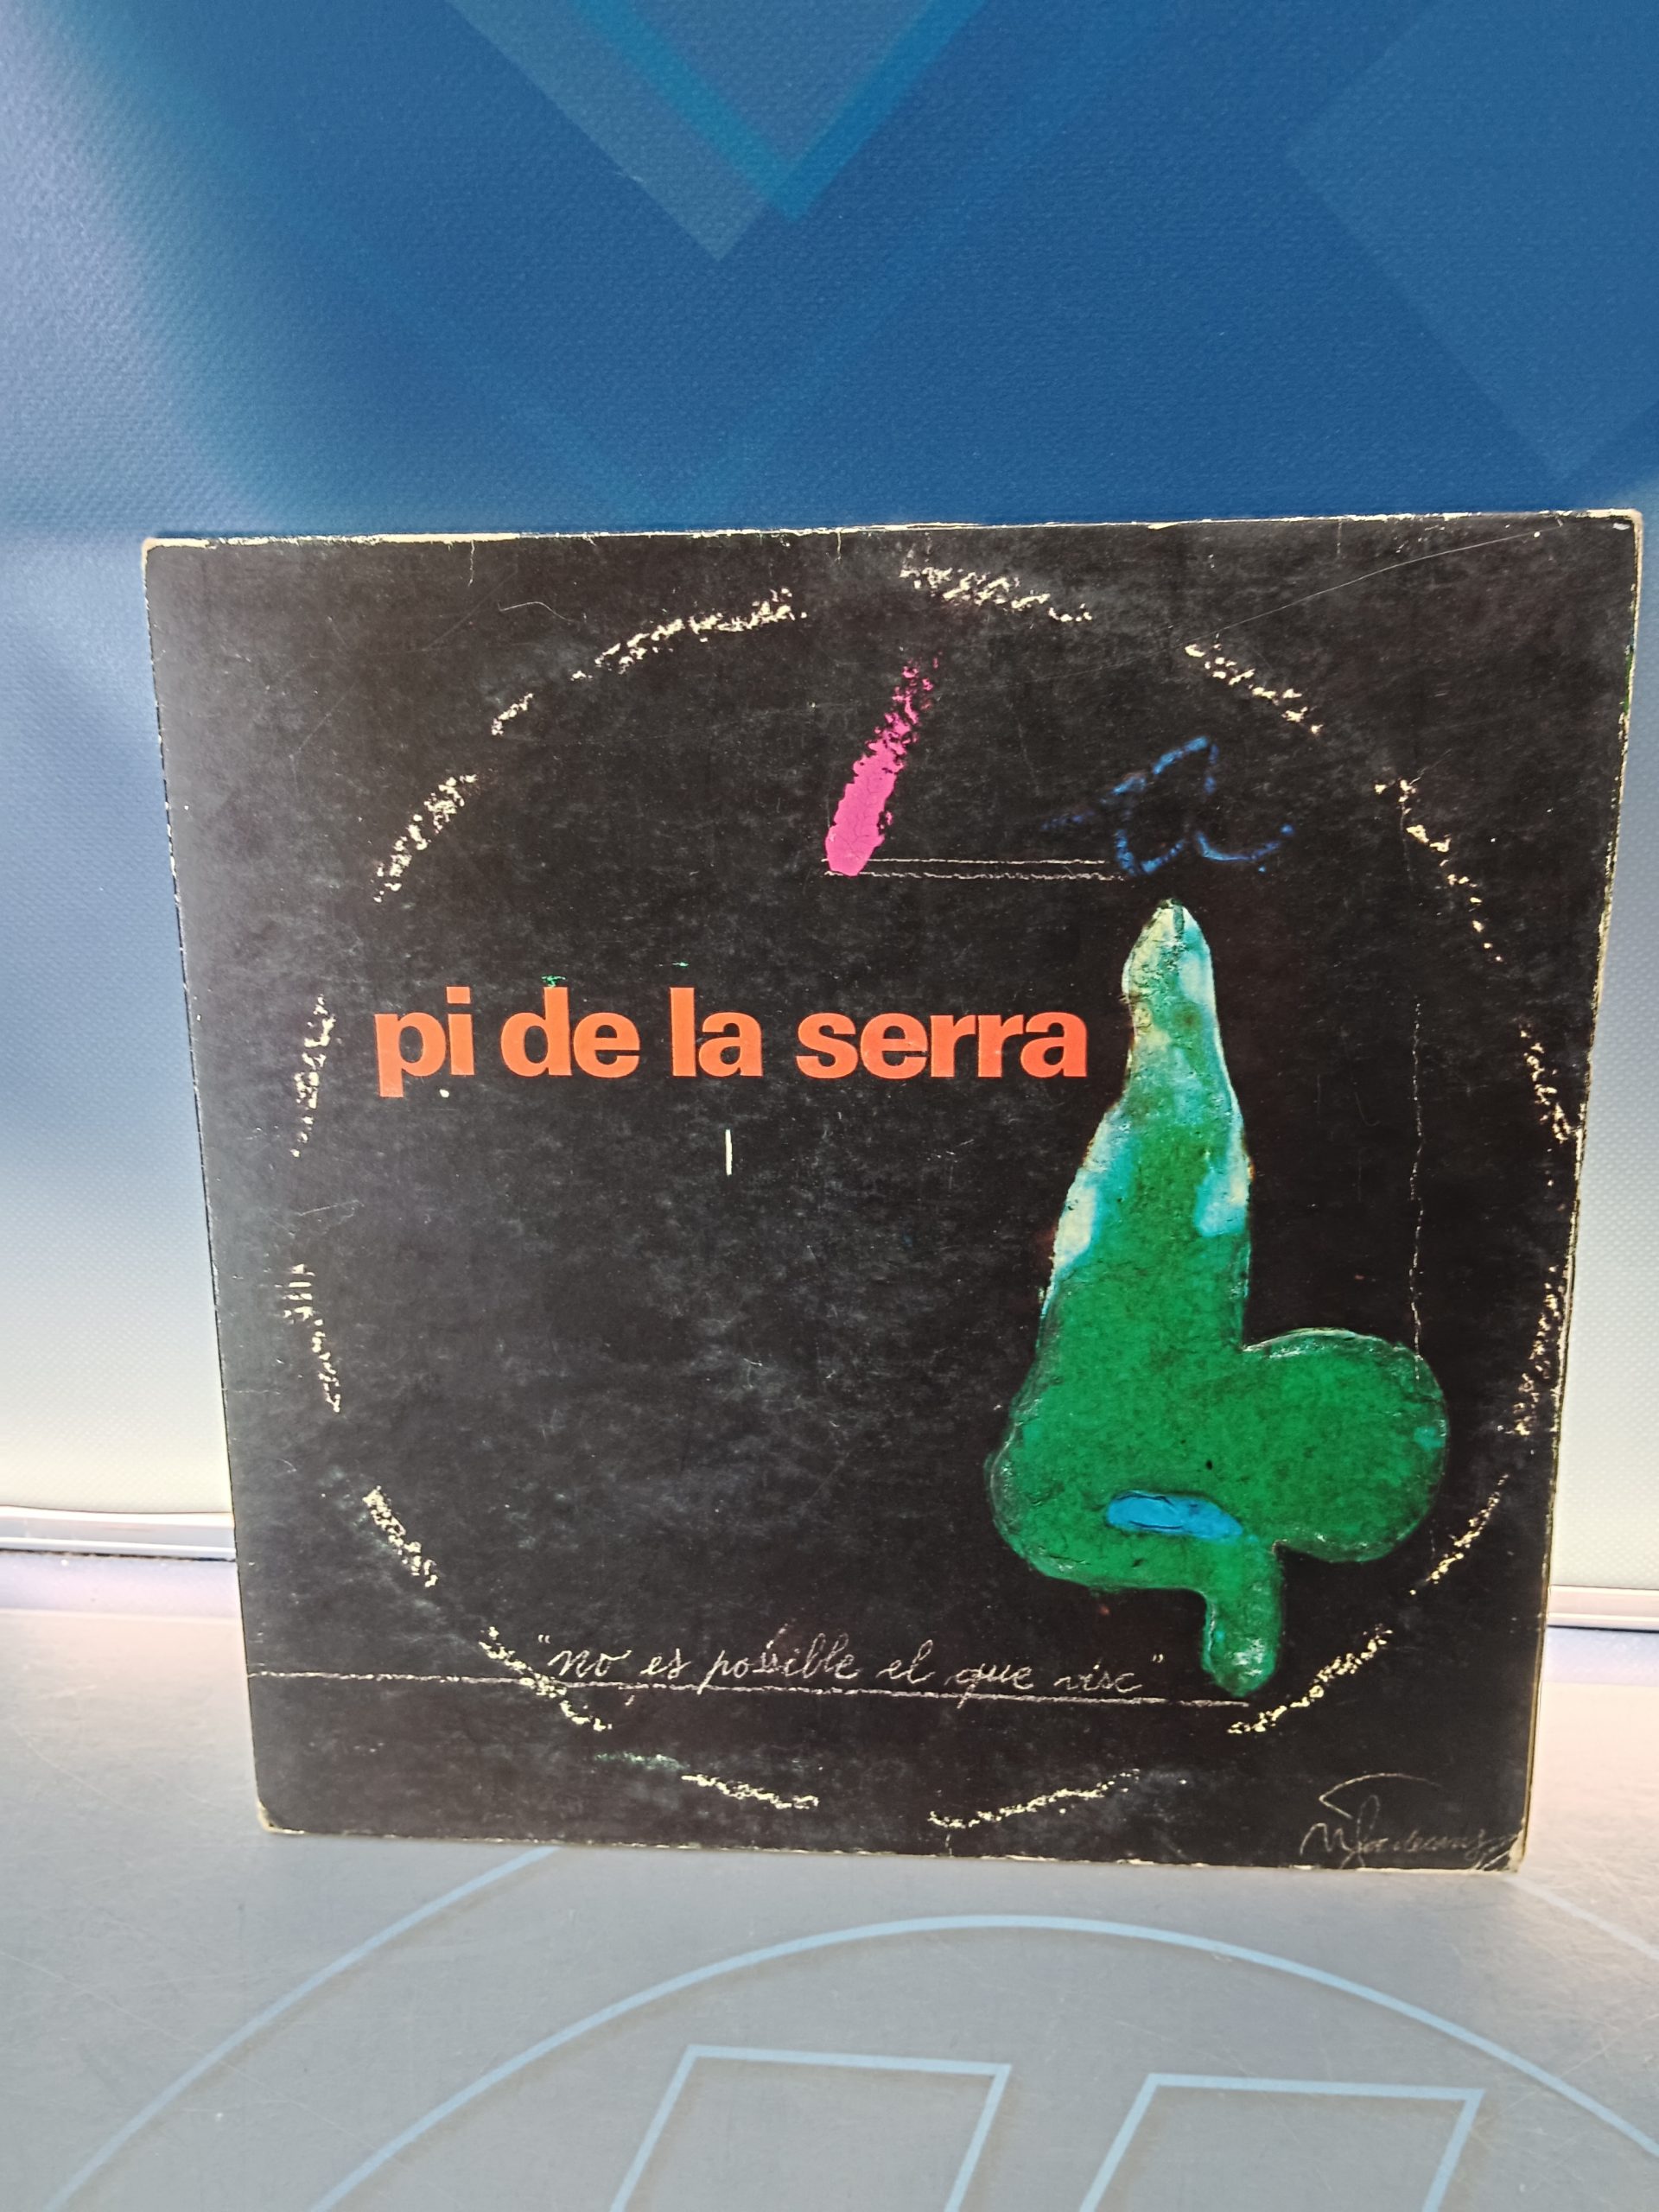 a
pi de la serra
"no es possible el que visc"